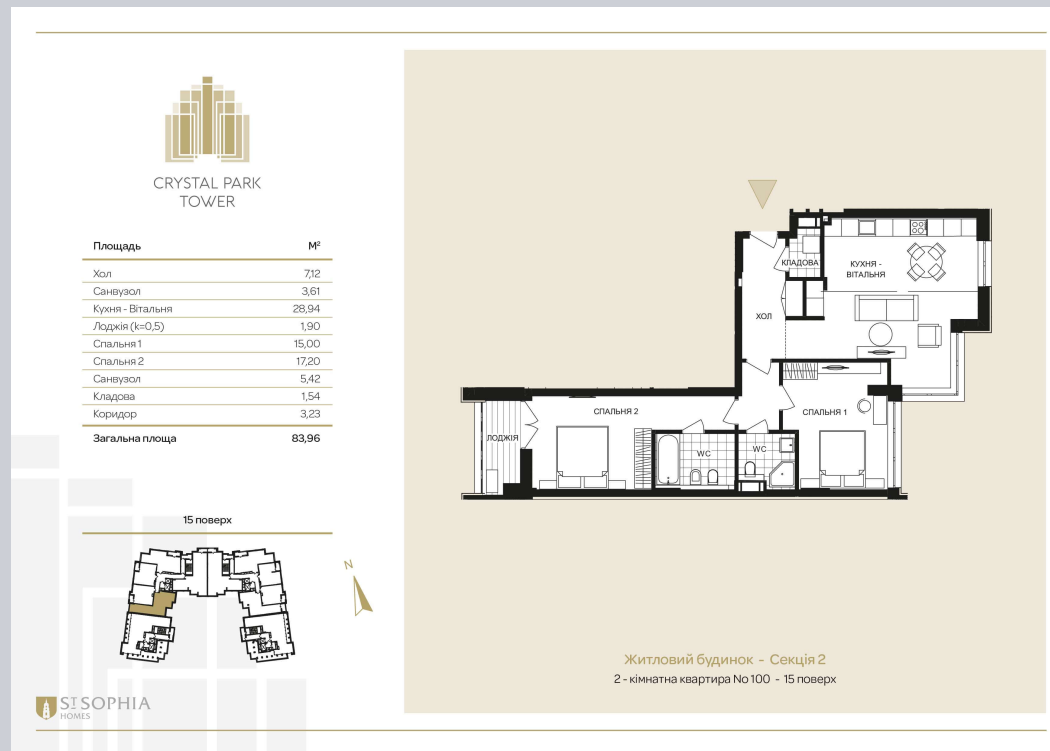 CRYSTAL PARK
TOWER
Площадь М²
Хол 7,12
Санвузол 3,61
Кухня - Вітальня 28,94
Лоджія (k=0,5) 1,90
Спальня 1 15,00
Спальня 2 17,20
Санвузол 5,42
Кладова 1,54
Коридор 3,23
Загальна площа 83,96
15 поверх
N
ST SOPHIA
HOMES
КЛАДОВА
КУХНЯ -
ВІТАЛЬНЯ
ХОЛ
СПАЛЬНЯ 2
СПАЛЬНЯ 1
ЛОДЖІЯ
WC
WC
Житловий будинок - Секція 2
2 - кімнатна квартира No 100 - 15 поверх